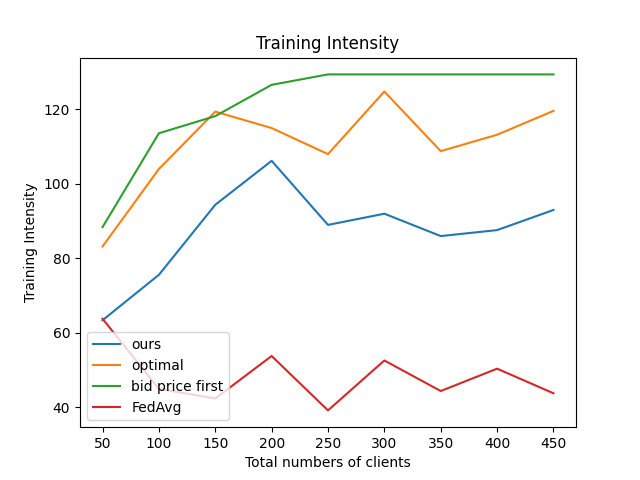 Training Intensity
Training Intensity
120
100
80
60
40
ours
optimal
bid price first
FedAvg
50 100 150 200 250 300 350 400 450
Total numbers of clients